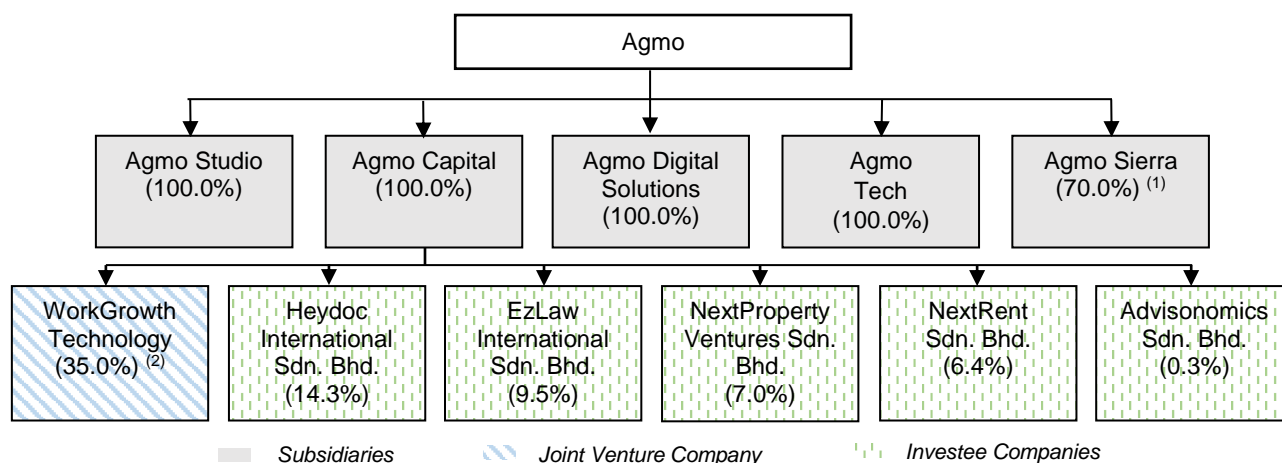 Agmo
Agmo Studio
(100.0%)
Agmo Capital
(100.0%)
Agmo Digital
Solutions
(100.0%)
Agmo
Tech
(100.0%)
Agmo Sierra
(70.0%) (1)
WorkGrowth
Technology
(35.0%) (2)
Heydoc
International
Sdn. Bhd.
(14.3%)
EzLaw
International
Sdn. Bhd.
(9.5%)
NextProperty
Ventures Sdn.
Bhd.
(7.0%)
NextRent
Sdn. Bhd.
(6.4%)
Advisonomics
Sdn. Bhd.
(0.3%)
Subsidiaries
Joint Venture Company
Investee Companies